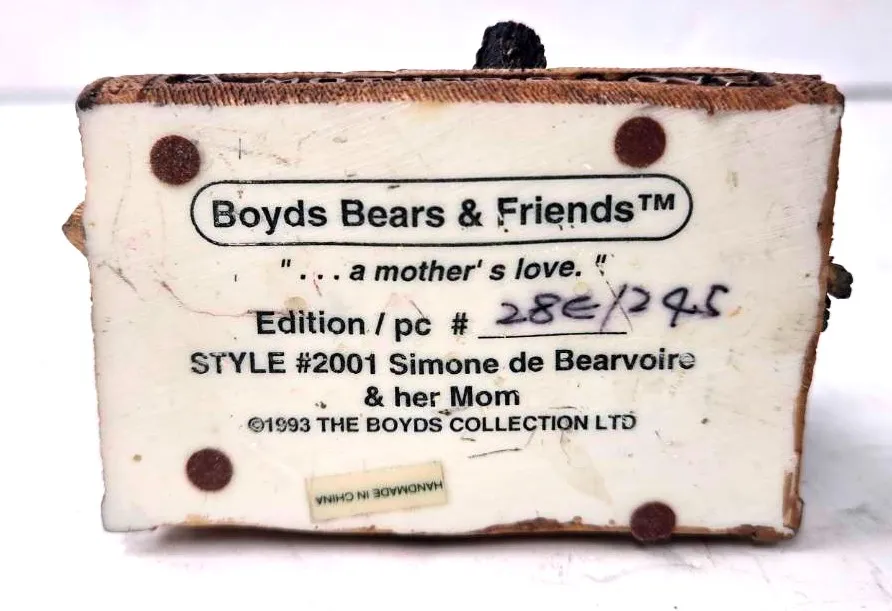 Boyds Bears & Friends™
". . . a mother's love. "
Edition / pc # 28E/245
STYLE #2001 Simone de Bearvoire
& her Mom
©1993 THE BOYDS COLLECTION LTD
HANDMADE IN CHINA